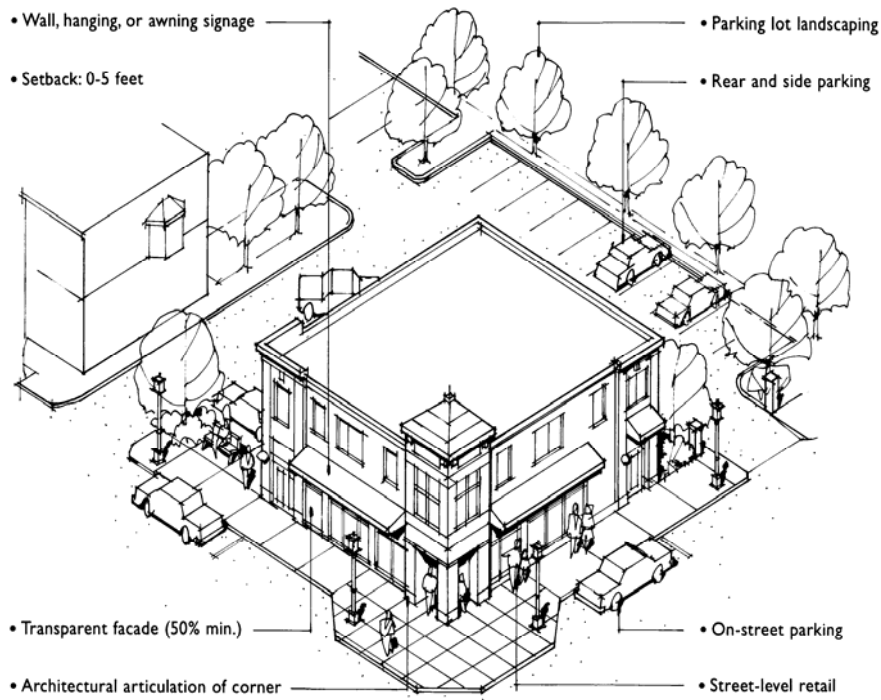 • Wall, hanging, or awning signage
• Setback: 0-5 feet
• Parking lot landscaping
• Rear and side parking
• Transparent facade (50% min.)
• Architectural articulation of corner
• On-street parking
• Street-level retail